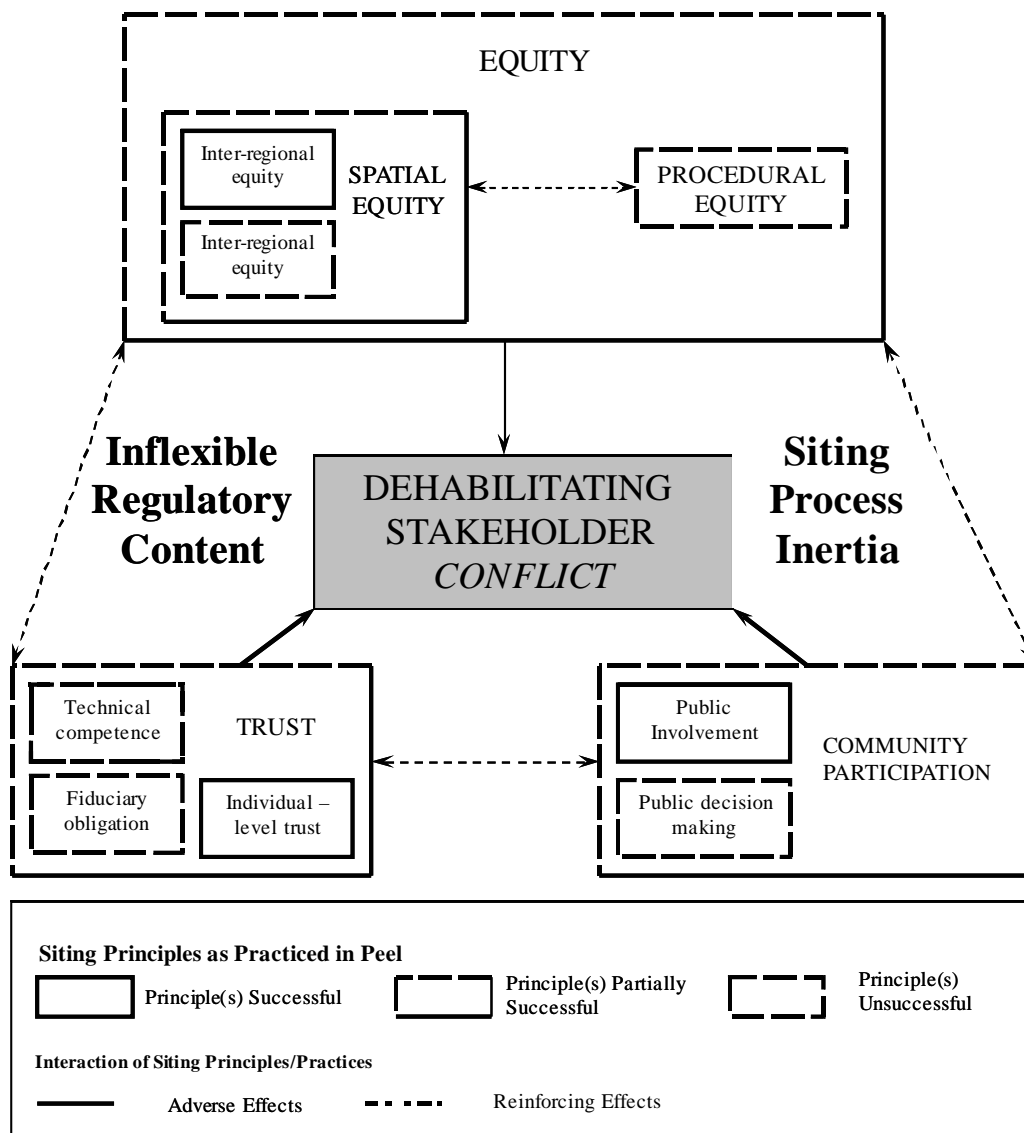 EQUITY
Inter-regional
equity
SPATIAL
EQUITY
Inter-regional
equity
PROCEDURAL
EQUITY
Inflexible
Regulatory
Content
DEHABILITATING
STAKEHOLDER
CONFLICT
Siting
Process
Inertia
Technical
competence
TRUST
Fiduciary
obligation
Individual –
level trust
Public
Involvement
COMMUNITY
PARTICIPATION
Public decision
making
Siting Principles as Practiced in Peel
Principle(s) Successful
Principle(s) Partially
Successful
Principle(s)
Unsuccessful
Interaction of Siting Principles/Practices
Adverse Effects
Reinforcing Effects